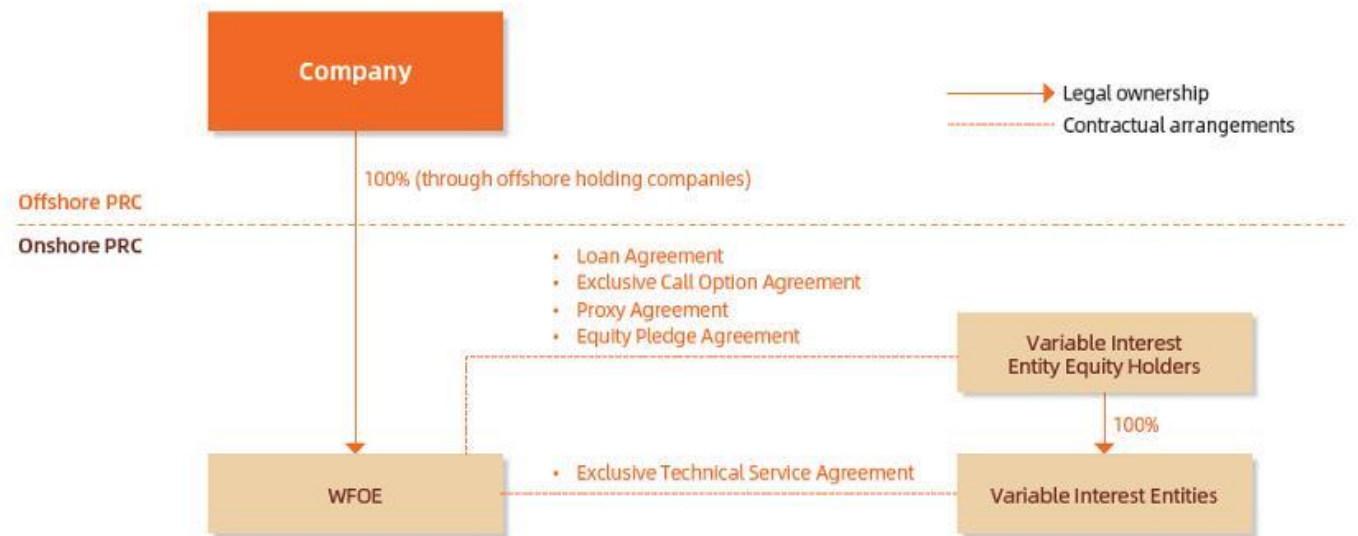 Company
Legal ownership
Contractual arrangements
100% (through offshore holding companies)
Offshore PRC
Onshore PRC
• Loan Agreement
• Exclusive Call Option Agreement
• Proxy Agreement
• Equity Pledge Agreement
Variable Interest
Entity Equity Holders
100%
WFOE
• Exclusive Technical Service Agreement
Variable Interest Entities